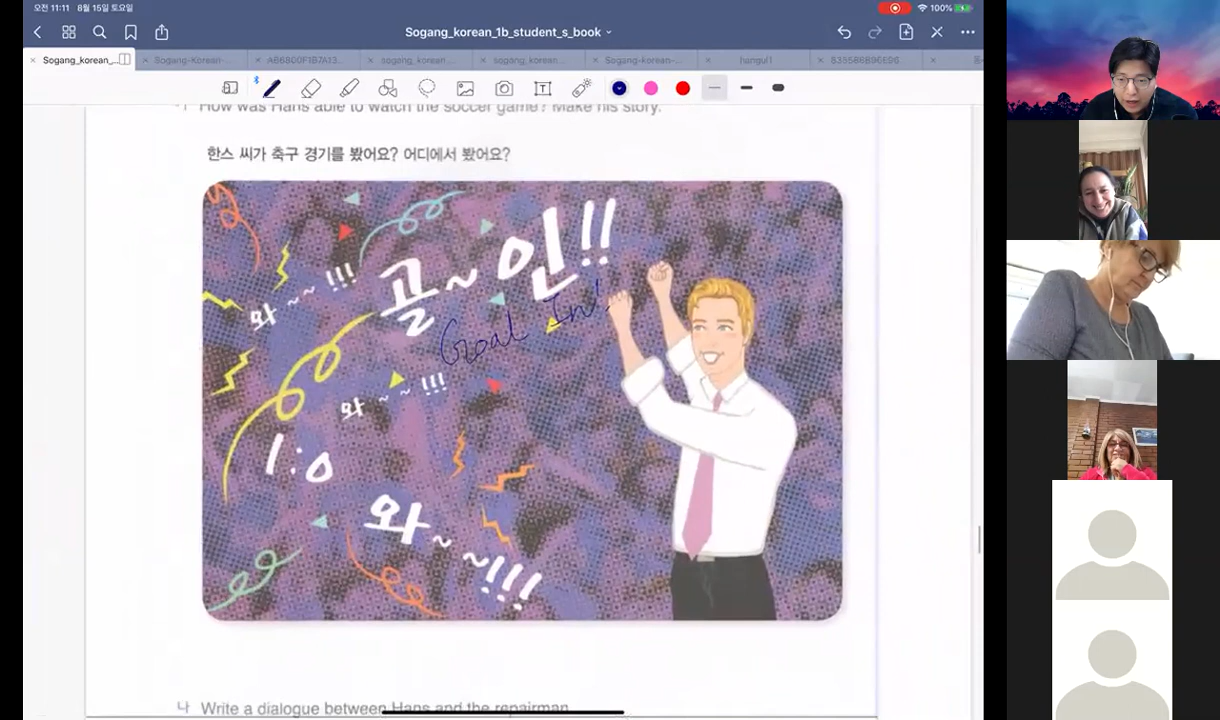 오전 11:11 8월 15일 토요일
100%
Sogang_korean_1b_student_s_book
Sogang_korean_...
Sogang-Korean-...
A66800F1B7A13...
sogang_korean...
sogang_korean...
Sogang-Korean-...
hangul1
835586B96E96...
How was Hans able to watch the soccer game? Make his story.
한스 씨가 축구 경기를 봤어요? 어디에서 봤어요?
골~인!!
와~~!!!
Goal In!
와~~!!!
1:0
와~~!!!
나 Write a dialogue between Hans and the repairman